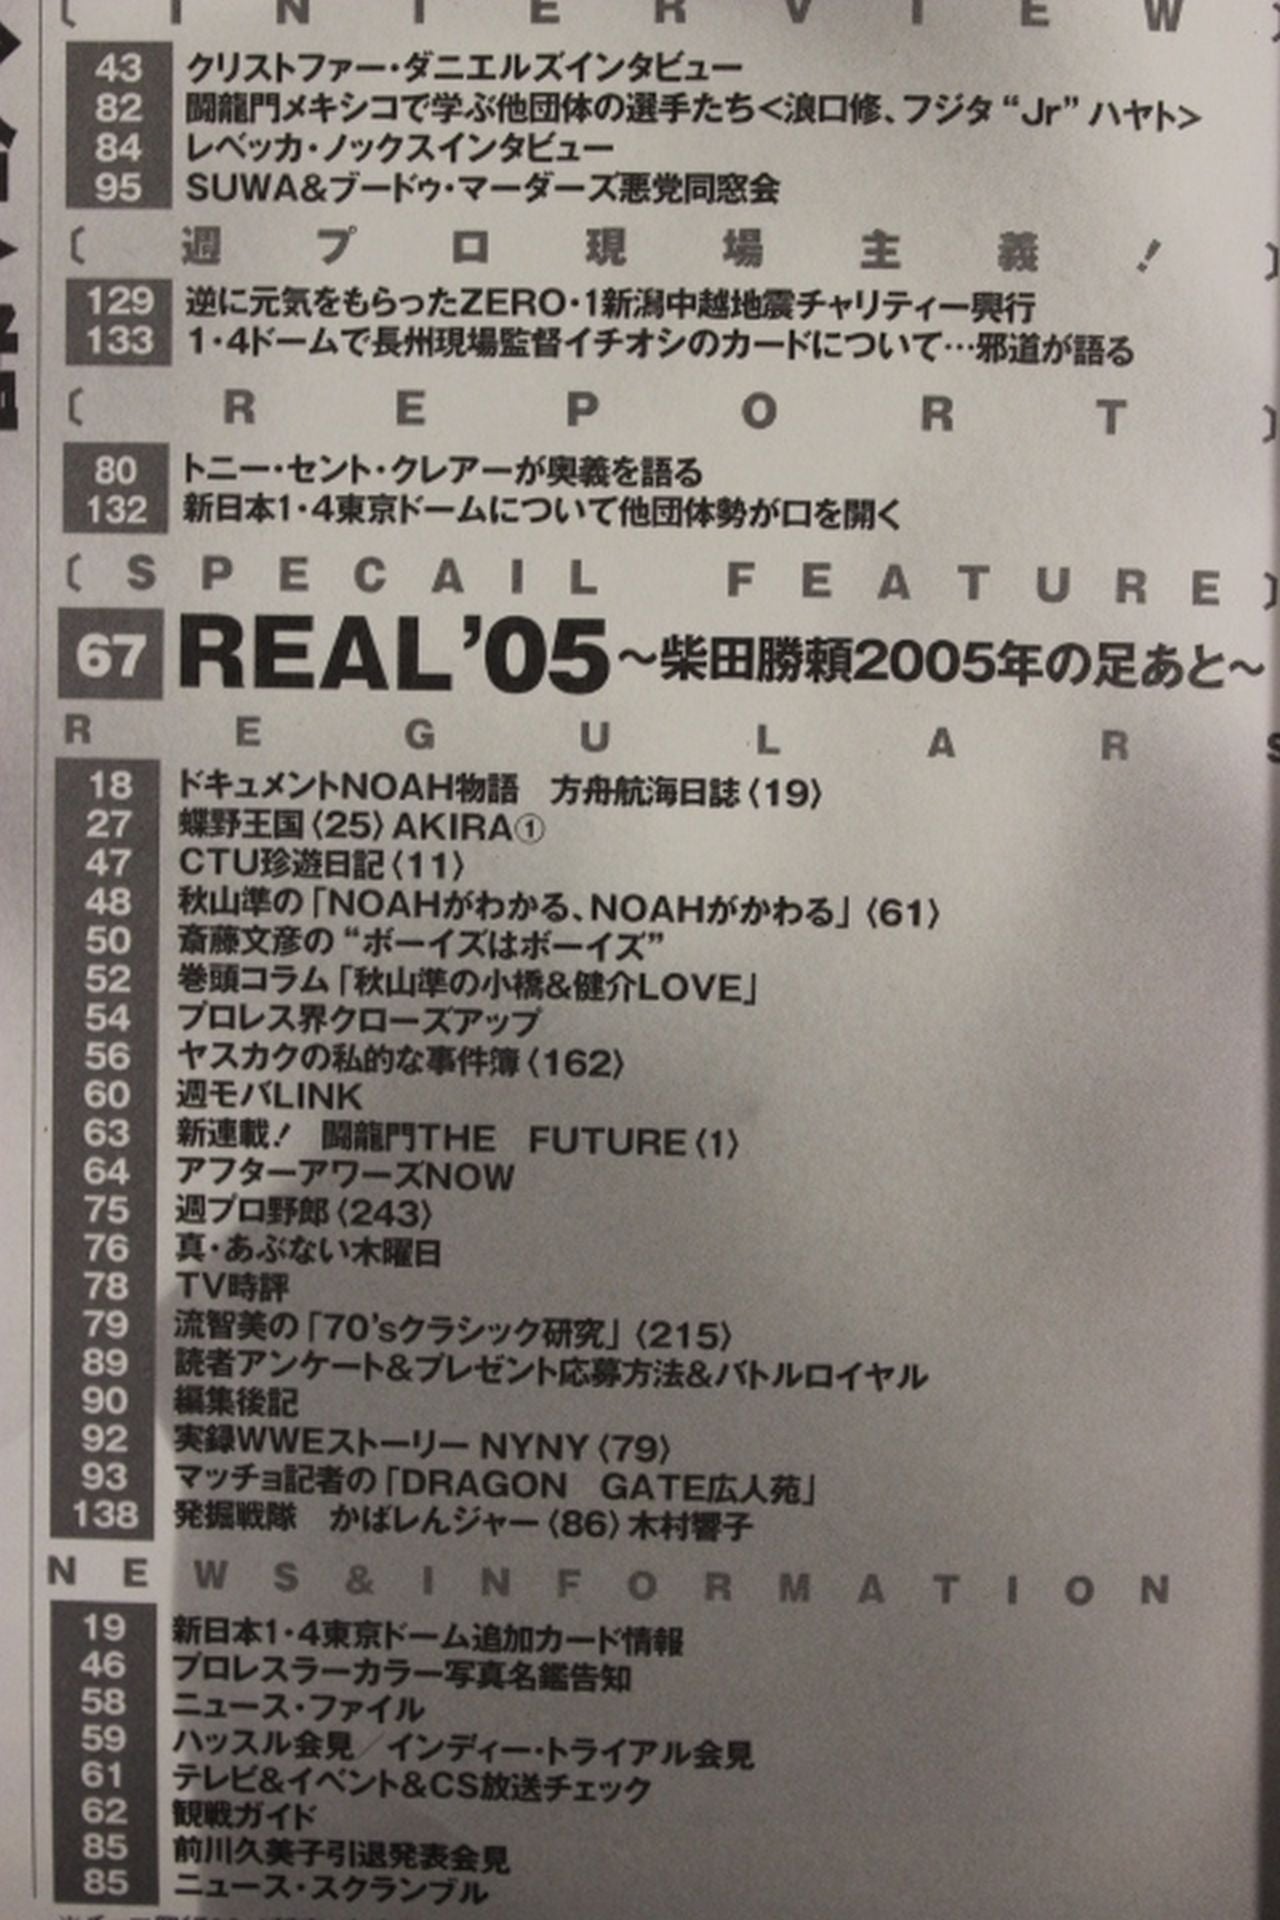 〔INTERVIEW〕
43 クリストファー・ダニエルズインタビュー
82 闘龍門メキシコで学ぶ他団体の選手たち<浪口修、フジタ“Jr”ハヤト>
84 レベッカ・ノックスインタビュー
95 SUWA&ブードゥ・マーダーズ悪党同窓会
〔週プロ現場主義!〕
129 逆に元気をもらったZERO・1新潟中越地震チャリティー興行
133 1・4ドームで長州現場監督イチオシのカードについて…邪道が語る
〔REPORT〕
80 トニー・セント・クレアーが奥義を語る
132 新日本1・4東京ドームについて他団体勢が口を開く
〔SPECAIL FEATURE〕
67 REAL’05~柴田勝頼2005年の足あと~
REGULARS
18 ドキュメントNOAH物語 方舟航海日誌〈19〉
27 蝶野王国〈25〉AKIRA①
47 CTU珍遊日記〈11〉
48 秋山準の「NOAHがわかる、NOAHがかわる」〈61〉
50 斎藤文彦の“ボーイズはボーイズ”
52 巻頭コラム「秋山準の小橋&健介LOVE」
54 プロレス界クローズアップ
56 ヤスカクの私的な事件簿〈162〉
60 週モバLINK
63 新連載! 闘龍門THE FUTURE〈1〉
64 アフターアワーズNOW
75 週プロ野郎〈243〉
76 真・あぶない木曜日
78 TV時評
79 流智美の「70’sクラシック研究」〈215〉
89 読者アンケート&プレゼント応募方法&バトルロイヤル
90 編集後記
92 実録WWEストーリー NYNY〈79〉
93 マッチョ記者の「DRAGON GATE広人苑」
138 発掘戦隊 かばレんジャー〈86〉木村響子
NEWS&INFORMATION
19 新日本1・4東京ドーム追加カード情報
46 プロレスラーカラー写真名鑑告知
58 ニュース・ファイル
59 ハッスル会見/インディー・トライアル会見
61 テレビ&イベント&CS放送チェック
62 観戦ガイド
85 前川久美子引退発表会見
85 ニュース・スクランブル